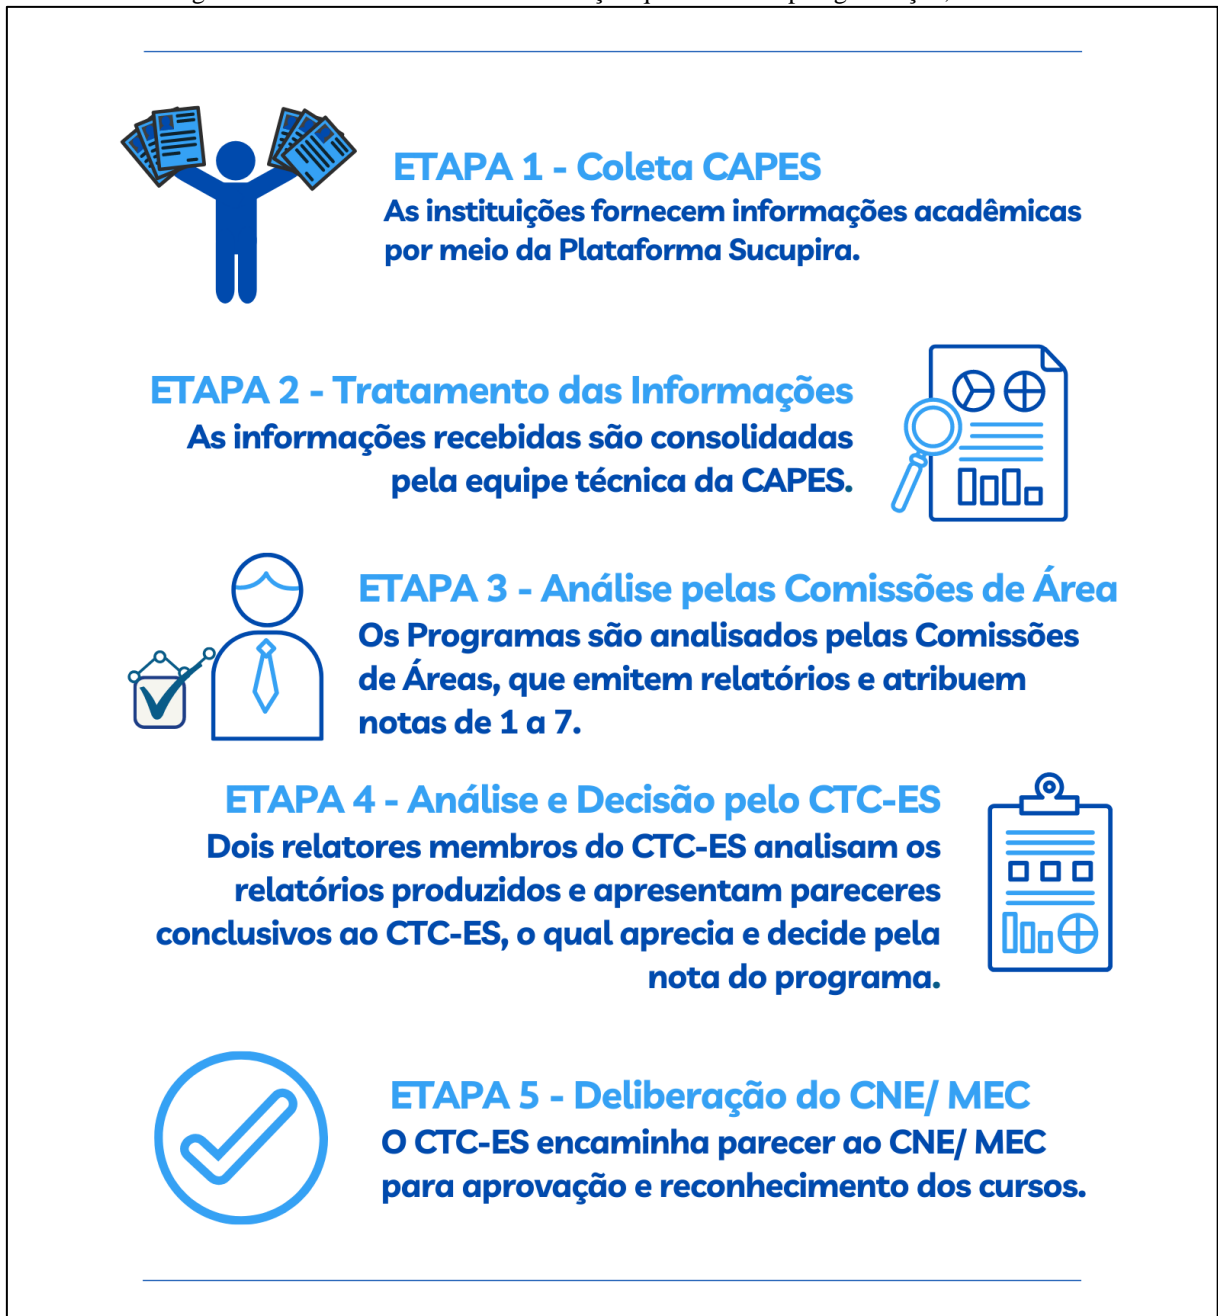 ETAPA 1 - Coleta CAPES
As instituições fornecem informações acadêmicas
por meio da Plataforma Sucupira.
ETAPA 2 - Tratamento das Informações
As informações recebidas são consolidadas
pela equipe técnica da CAPES.
ETAPA 3 - Análise pelas Comissões de Área
Os Programas são analisados pelas Comissões
de Áreas, que emitem relatórios e atribuem
notas de 1 a 7.
ETAPA 4 - Análise e Decisão pelo CTC-ES
Dois relatores membros do CTC-ES analisam os
relatórios produzidos e apresentam pareceres
conclusivos ao CTC-ES, o qual aprecia e decide pela
nota do programa.
ETAPA 5 - Deliberação do CNE/ MEC
O CTC-ES encaminha parecer ao CNE/ MEC
para aprovação e reconhecimento dos cursos.